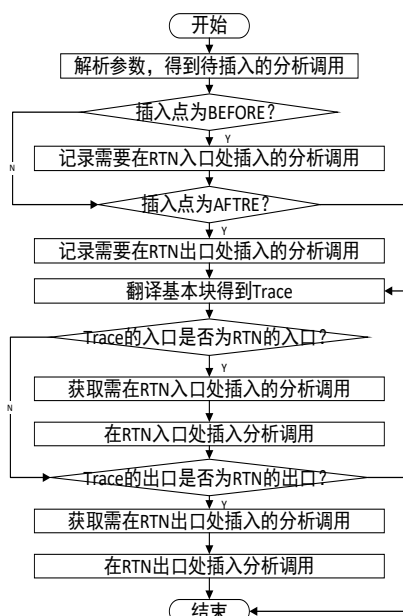 开始
解析参数，得到待插入的分析调用
插入点为BEFORE？
Y
记录需要在RTN入口处插入的分析调用
N
插入点为AFTRE？
Y
记录需要在RTN出口处插入的分析调用
翻译基本块得到Trace
Trace的入口是否为RTN的入口？
Y
获取需在RTN入口处插入的分析调用
N
在RTN入口处插入分析调用
Trace的出口是否为RTN的出口？
Y
获取需在RTN出口处插入的分析调用
在RTN出口处插入分析调用
结束